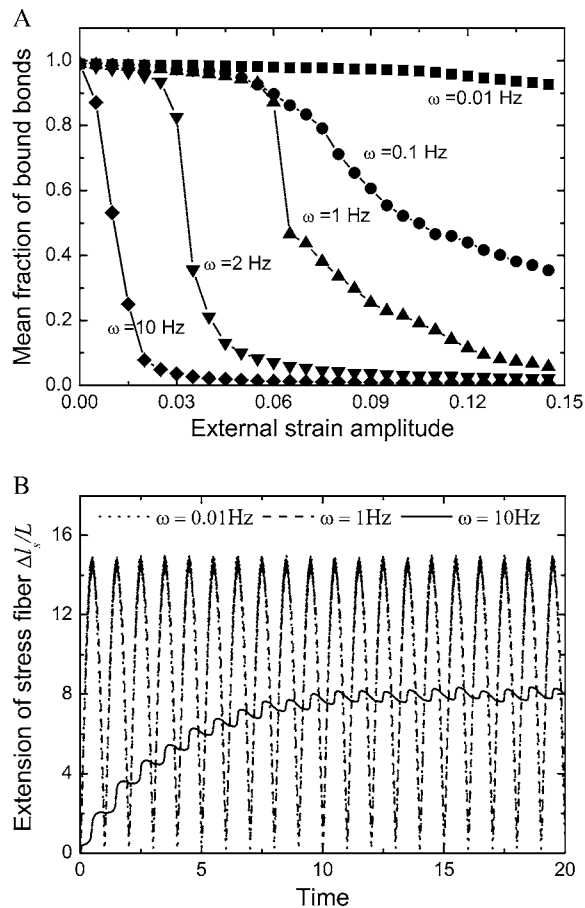 A
Mean fraction of bound bonds
1.0
0.8
0.6
0.4
0.2
0.0
ω=0.01 Hz
ω=0.1 Hz
ω=1 Hz
ω=2 Hz
ω=10 Hz
0.00 0.03 0.06 0.09 0.12 0.15
External strain amplitude
B
Extension of stress fiber Δl_s/L
16
12
8
4
0
ω = 0.01Hz ω = 1Hz ω = 10Hz
0 5 10 15 20
Time